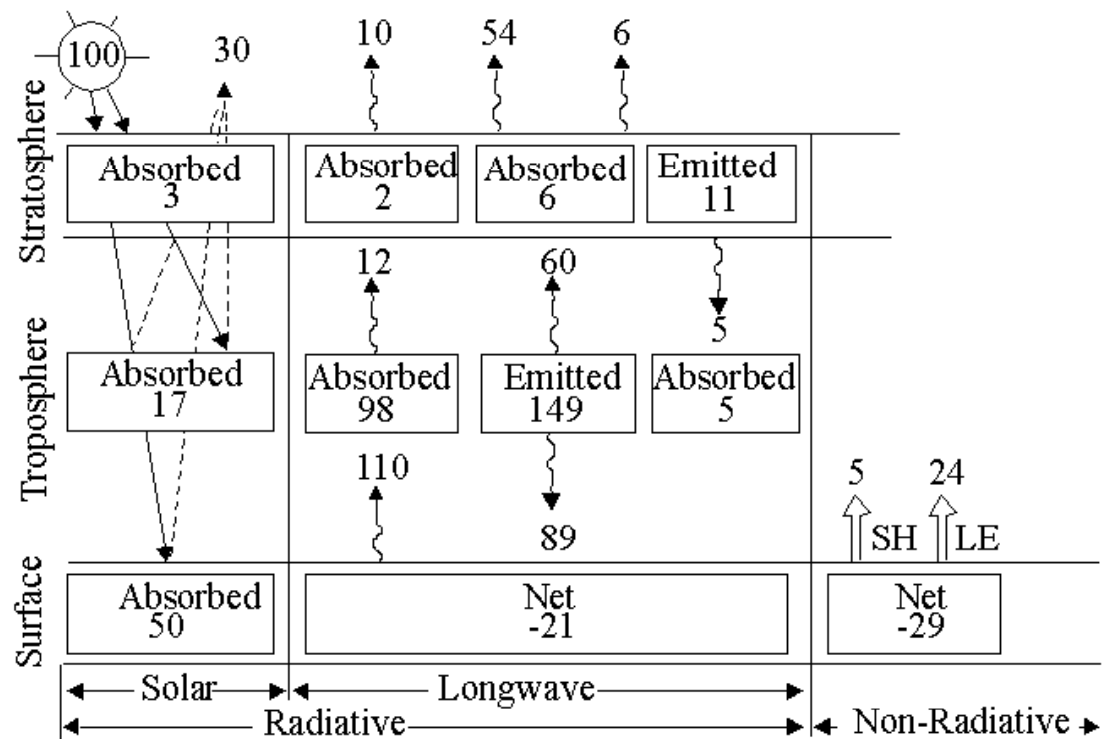 100
30
10
54
6
Stratosphere
Absorbed
3
Absorbed
2
Absorbed
6
Emitted
11
12
60
5
Troposphere
Absorbed
17
Absorbed
98
Emitted
149
Absorbed
5
110
89
5
24
SH
LE
Surface
Absorbed
50
Net
-21
Net
-29
Solar
Longwave
Radiative
Non-Radiative